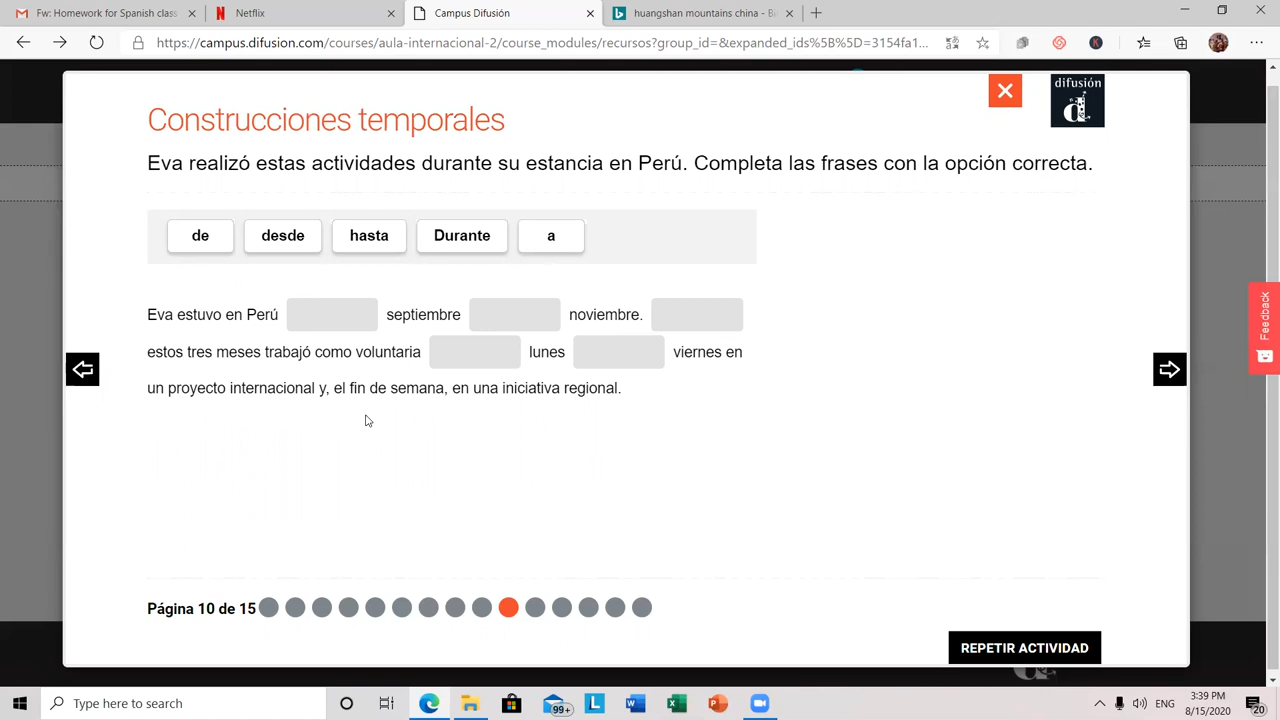 Fw: Homework for Spanish class
Netflix
Campus Difusión
huangshan mountains china - Bi
https://campus.difusion.com/courses/aula-internacional-2/course_modules/recursos?group_id=&expanded_ids%5B%5D=3154fa1...
difusión
Construcciones temporales
Eva realizó estas actividades durante su estancia en Perú. Completa las frases con la opción correcta.
de desde hasta Durante a
Eva estuvo en Perú septiembre noviembre.
estos tres meses trabajó como voluntaria lunes viernes en
un proyecto internacional y, el fin de semana, en una iniciativa regional.
Feedback
Página 10 de 15
REPETIR ACTIVIDAD
Type here to search
99+
ENG
3:39 PM
8/15/2020
20